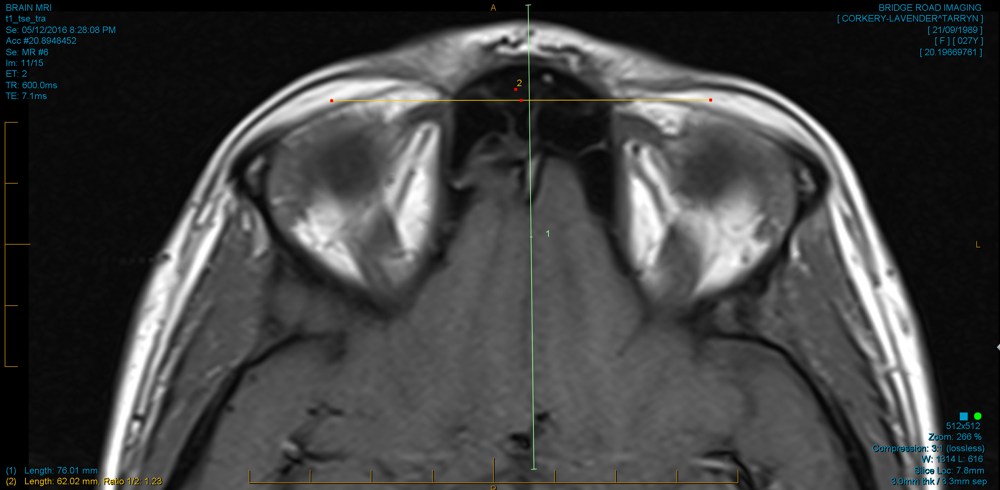 BRAIN MRI
t1_tse_tra
Se: 05/12/2016 8:28:08 PM
Acc #20.8948452
Se: MR #6
Im: 11/15
ET: 2
TR: 600.0ms
TE: 7.1ms
A
BRIDGE ROAD IMAGING
[ CORKERY-LAVENDER^TARRYN ]
[ 21/09/1989 ]
[ F ] [ 027Y ]
[ 20.19669761 ]
2
1
L
512x512
Zoom: 266 %
Compression: 3:1 (lossless)
W: 1314 L: 616
Slice Loc: 7.8mm
3.0mm thk / 3.3mm sep
(1) Length: 76.01 mm
(2) Length: 62.02 mm, Ratio 1/2: 1.23
P